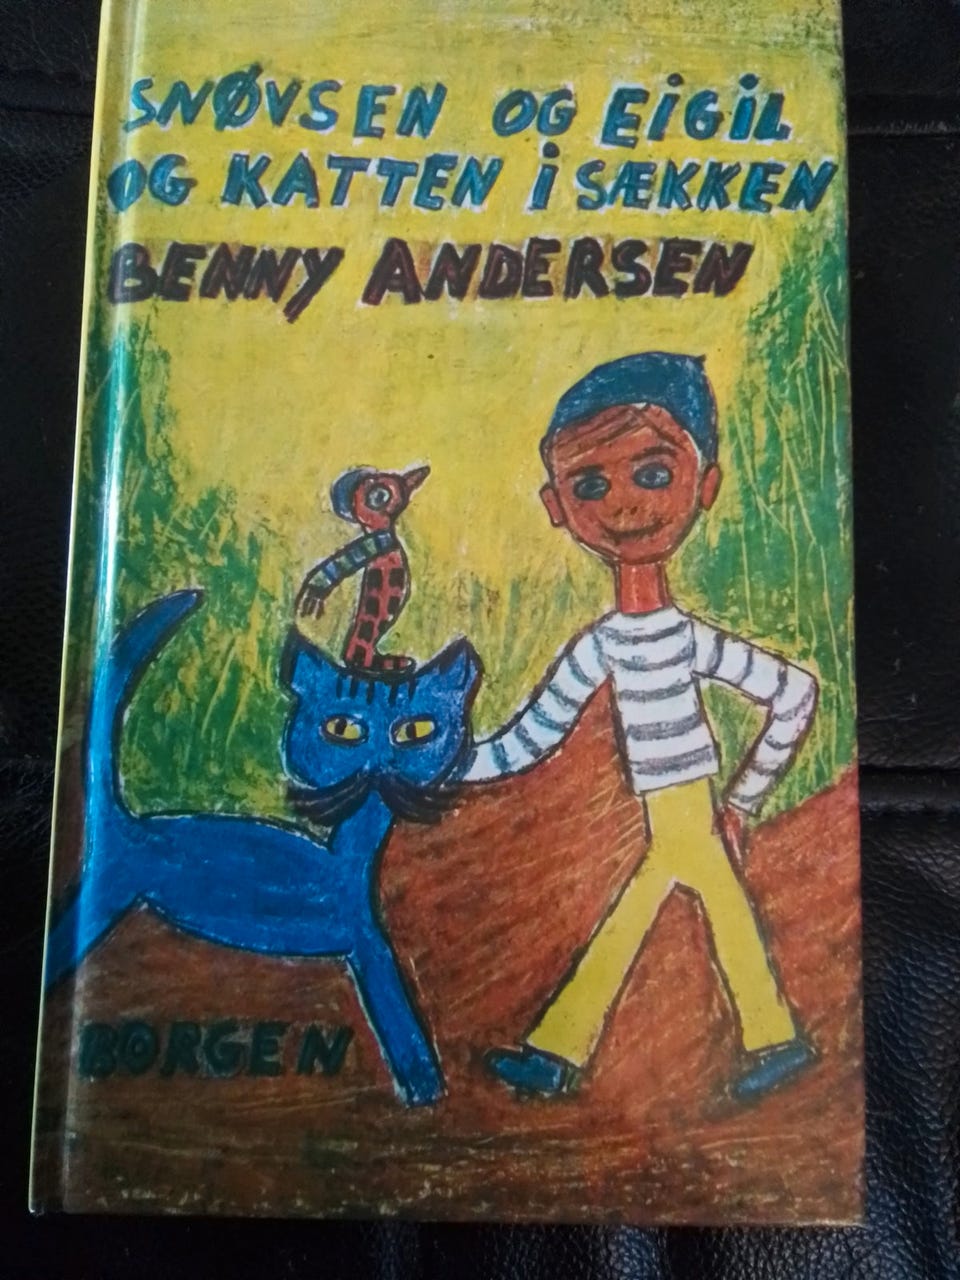 SNØVSEN OG EiGiL
OG KATTEN i SÆKKEN
BENNY ANDERSEN
BORGEN